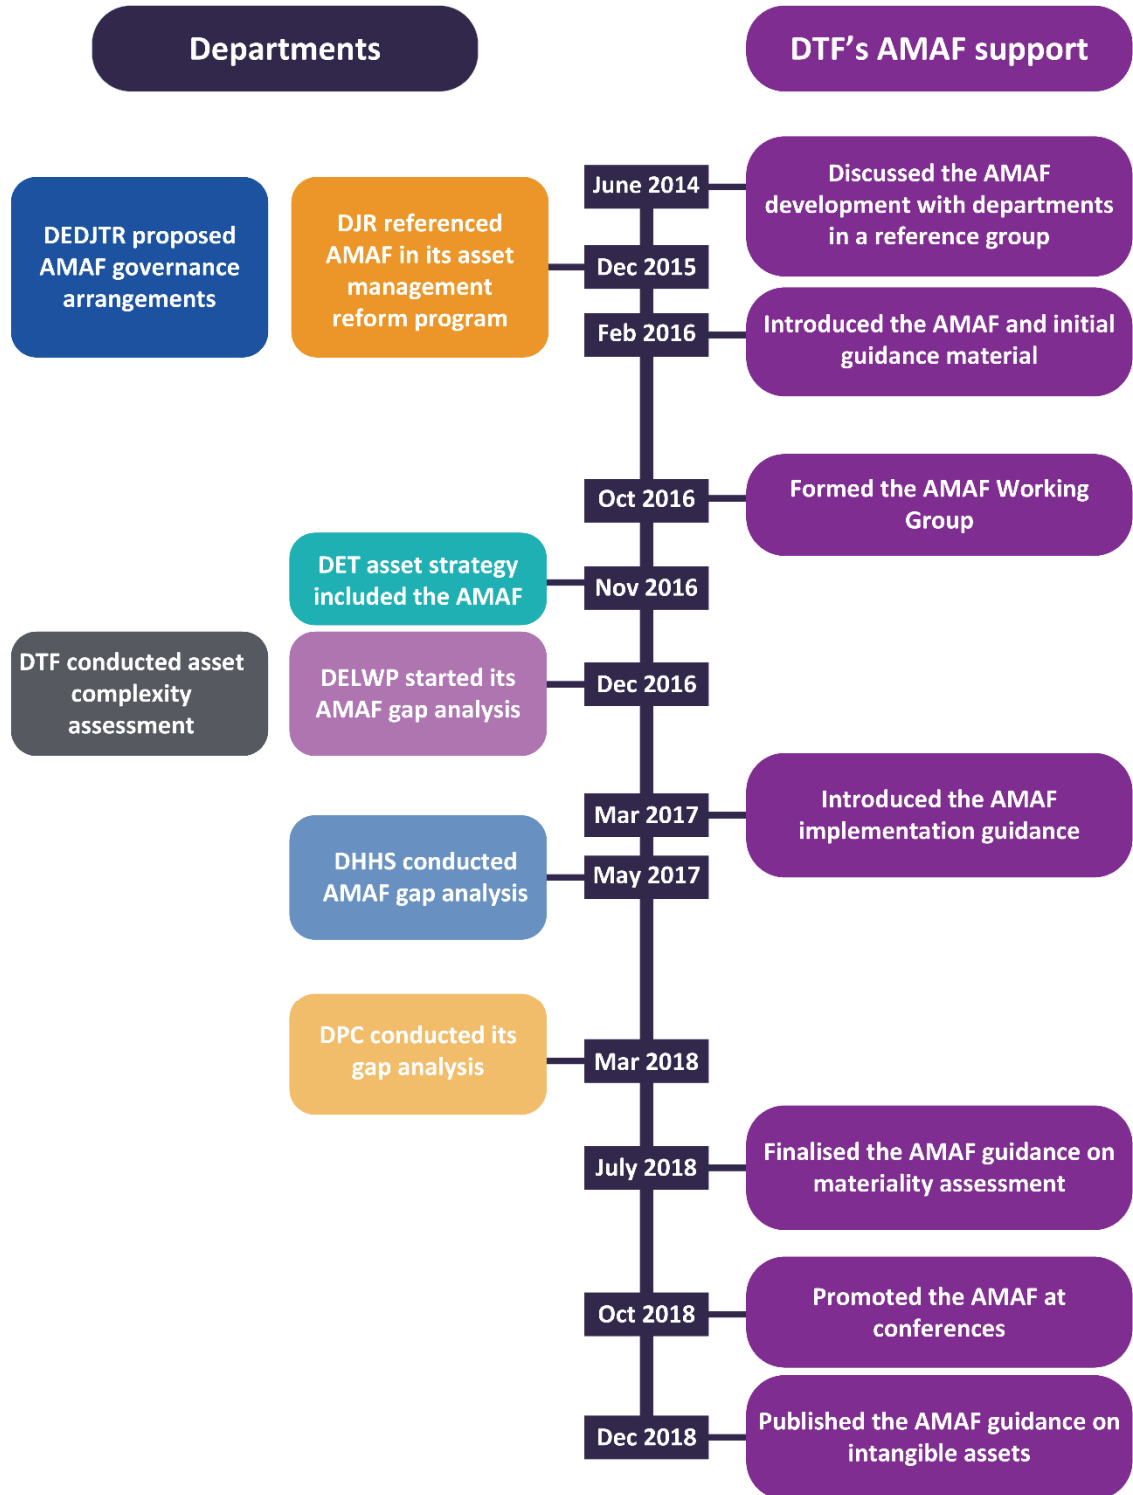 Departments
DTF's AMAF support
June 2014
Discussed the AMAF
development with departments
in a reference group
DEDJTR proposed
AMAF governance
arrangements
DJR referenced
AMAF in its asset
management
reform program
Dec 2015
Feb 2016
Introduced the AMAF and initial
guidance material
Oct 2016
Formed the AMAF Working
Group
DET asset strategy
included the AMAF
Nov 2016
DTF conducted asset
complexity
assessment
DELWP started its
AMAF gap analysis
Dec 2016
Mar 2017
Introduced the AMAF
implementation guidance
DHHS conducted
AMAF gap analysis
May 2017
DPC conducted its
gap analysis
Mar 2018
July 2018
Finalised the AMAF guidance on
materiality assessment
Oct 2018
Promoted the AMAF at
conferences
Dec 2018
Published the AMAF guidance on
intangible assets